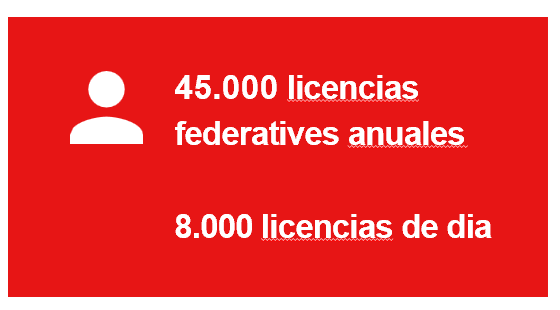 45.000 licencias
federatives anuales
8.000 licencias de dia